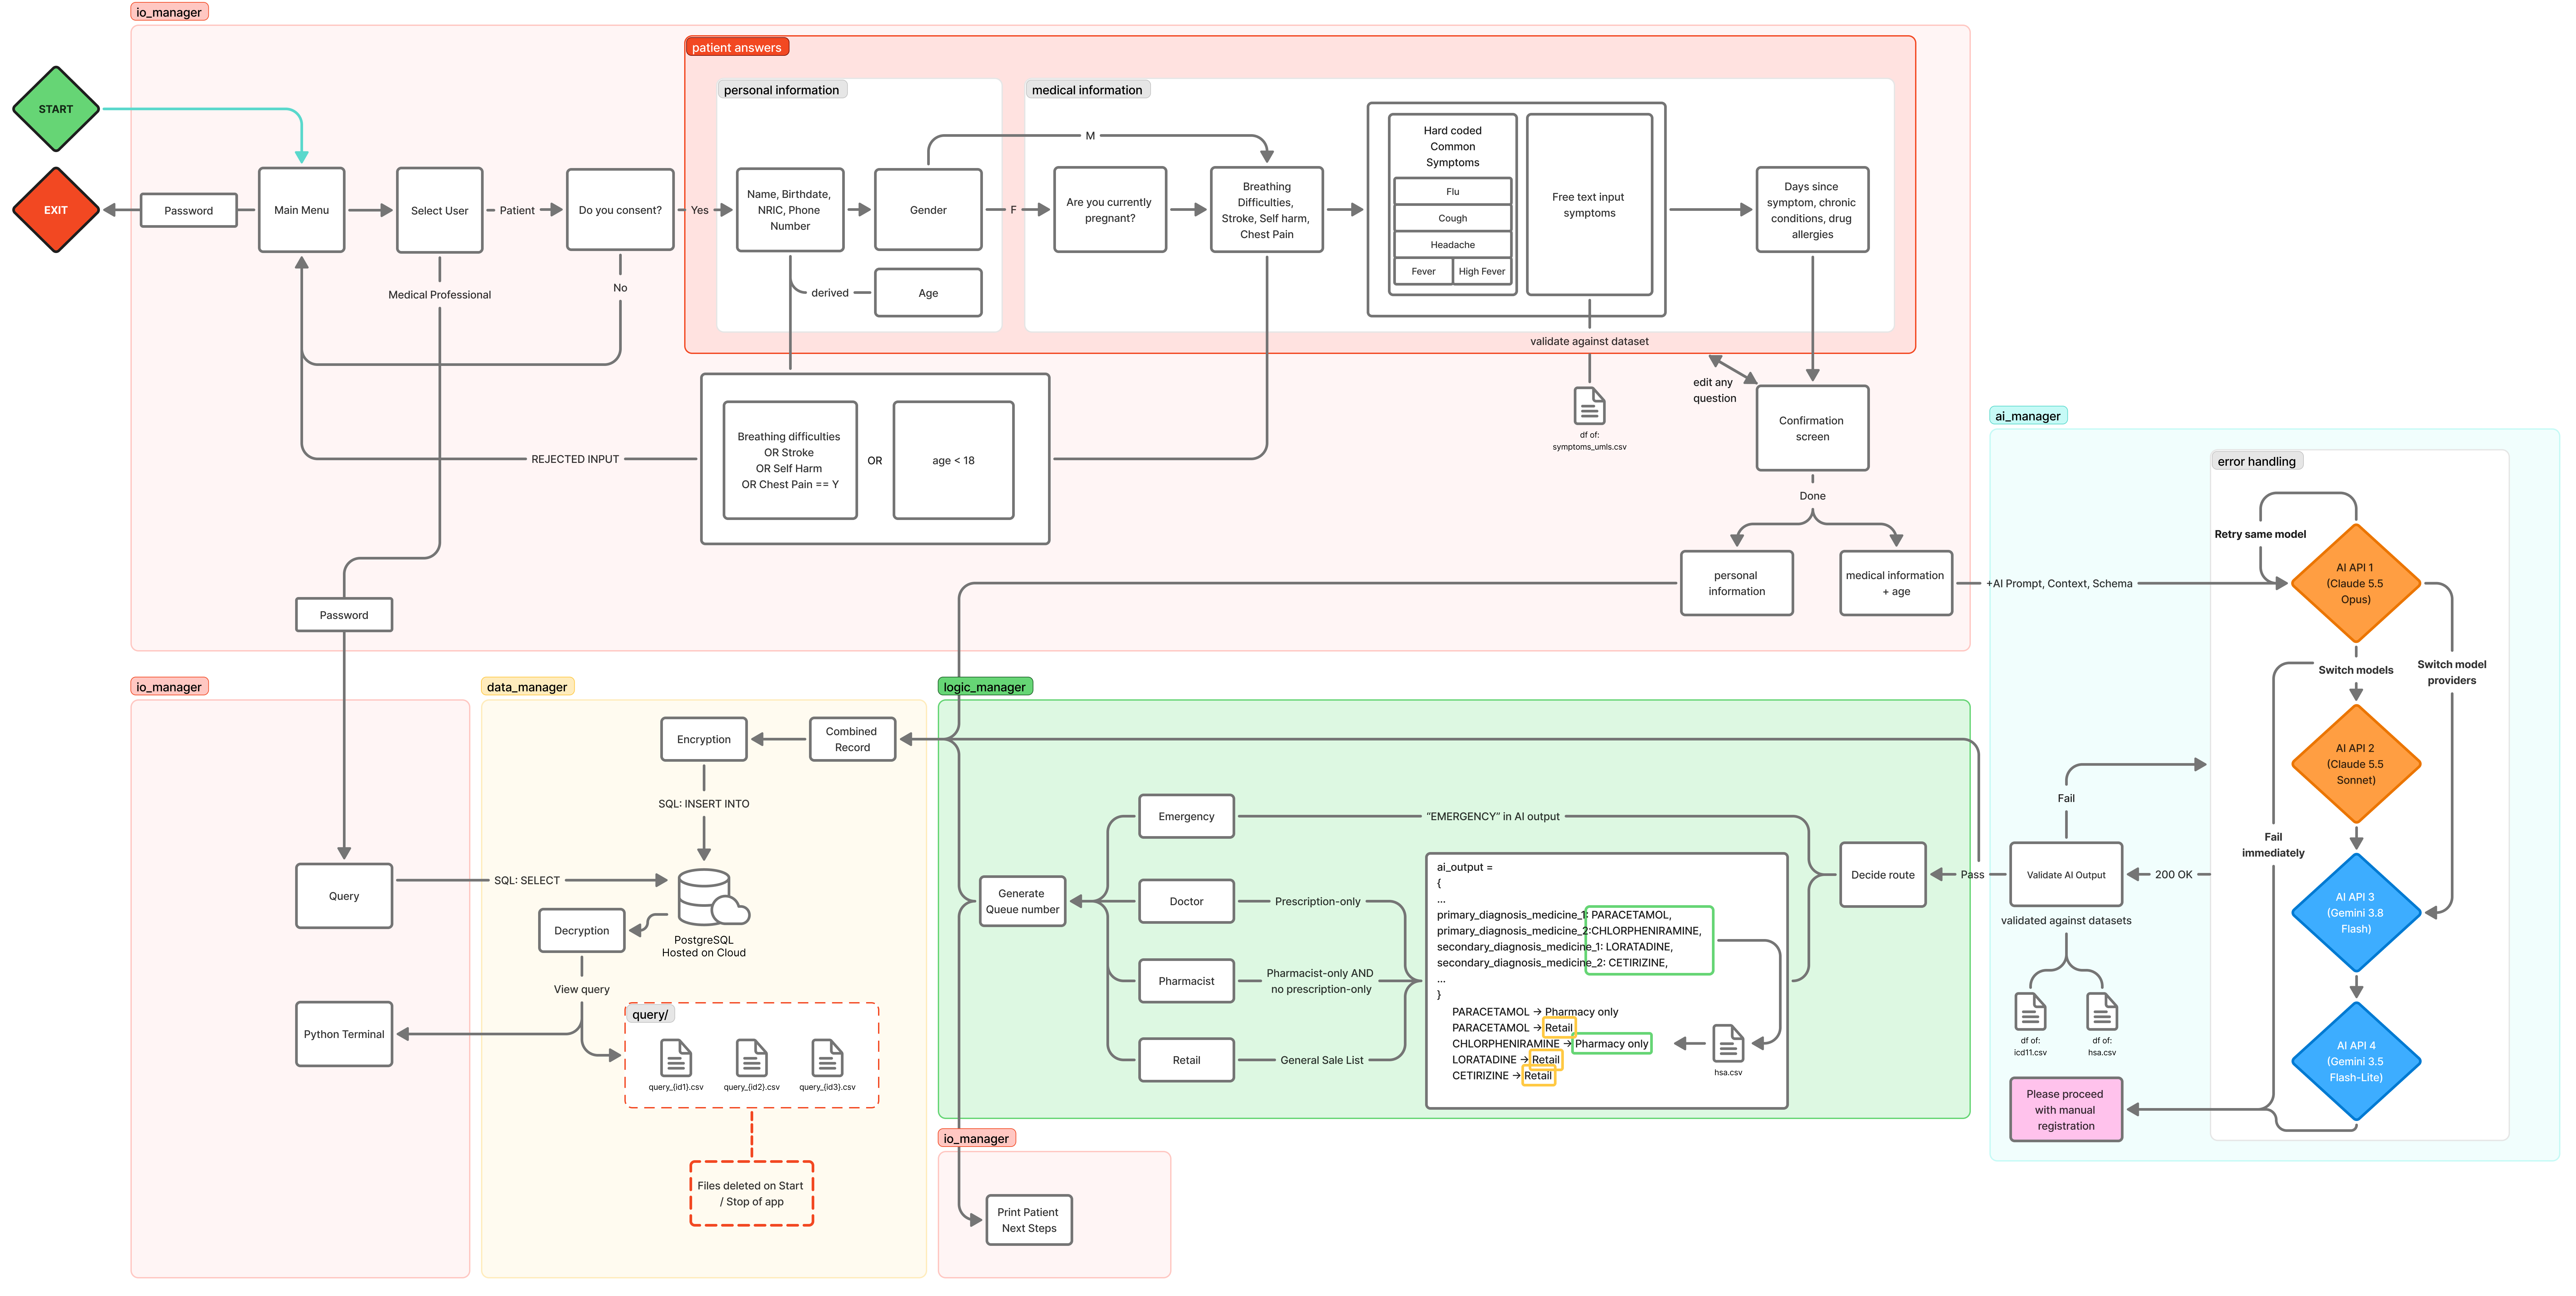 io_manager
patient answers
personal information
medical information
START
EXIT
Password
Main Menu
Select User
Patient
Do you consent?
Yes
Name, Birthdate,
NRIC, Phone
Number
Gender
M
F
derived
Age
Are you currently
pregnant?
Breathing
Difficulties,
Stroke, Self harm,
Chest Pain
Hard coded
Common
Symptoms
Flu
Cough
Headache
Fever
High Fever
Free text input
symptoms
Days since
symptom, chronic
conditions, drug
allergies
Medical Professional
No
validate against dataset
df of:
symptoms_umls.csv
edit any
question
Confirmation
screen
Breathing difficulties
OR Stroke
OR Self Harm
OR Chest Pain == Y
OR
age < 18
REJECTED INPUT
Done
personal
information
medical information
+ age
+AI Prompt, Context, Schema
Password
ai_manager
error handling
Retry same model
AI API 1
(Claude 5.5
Opus)
Switch models
Switch model
providers
AI API 2
(Claude 5.5
Sonnet)
Fail
immediately
AI API 3
(Gemini 3.8
Flash)
AI API 4
(Gemini 3.5
Flash-Lite)
Fail
Validate AI Output
200 OK
Pass
validated against datasets
df of:
icd11.csv
df of:
hsa.csv
Please proceed
with manual
registration
io_manager
Query
Python Terminal
data_manager
Encryption
Combined
Record
SQL: INSERT INTO
SQL: SELECT
Decryption
PostgreSQL
Hosted on Cloud
View query
query/
query_{id1}.csv
query_{id2}.csv
query_{id3}.csv
Files deleted on Start
/ Stop of app
logic_manager
Generate
Queue number
Emergency
"EMERGENCY" in AI output
Doctor
Prescription-only
Pharmacist
Pharmacist-only AND
no prescription-only
Retail
General Sale List
ai_output =
{
...
primary_diagnosis_medicine_1: PARACETAMOL,
primary_diagnosis_medicine_2:CHLORPHENIRAMINE,
secondary_diagnosis_medicine_1: LORATADINE,
secondary_diagnosis_medicine_2: CETIRIZINE,
...
}
PARACETAMOL → Pharmacy only
PARACETAMOL → Retail
CHLORPHENIRAMINE → Pharmacy only
LORATADINE → Retail
CETIRIZINE → Retail
hsa.csv
Decide route
io_manager
Print Patient
Next Steps